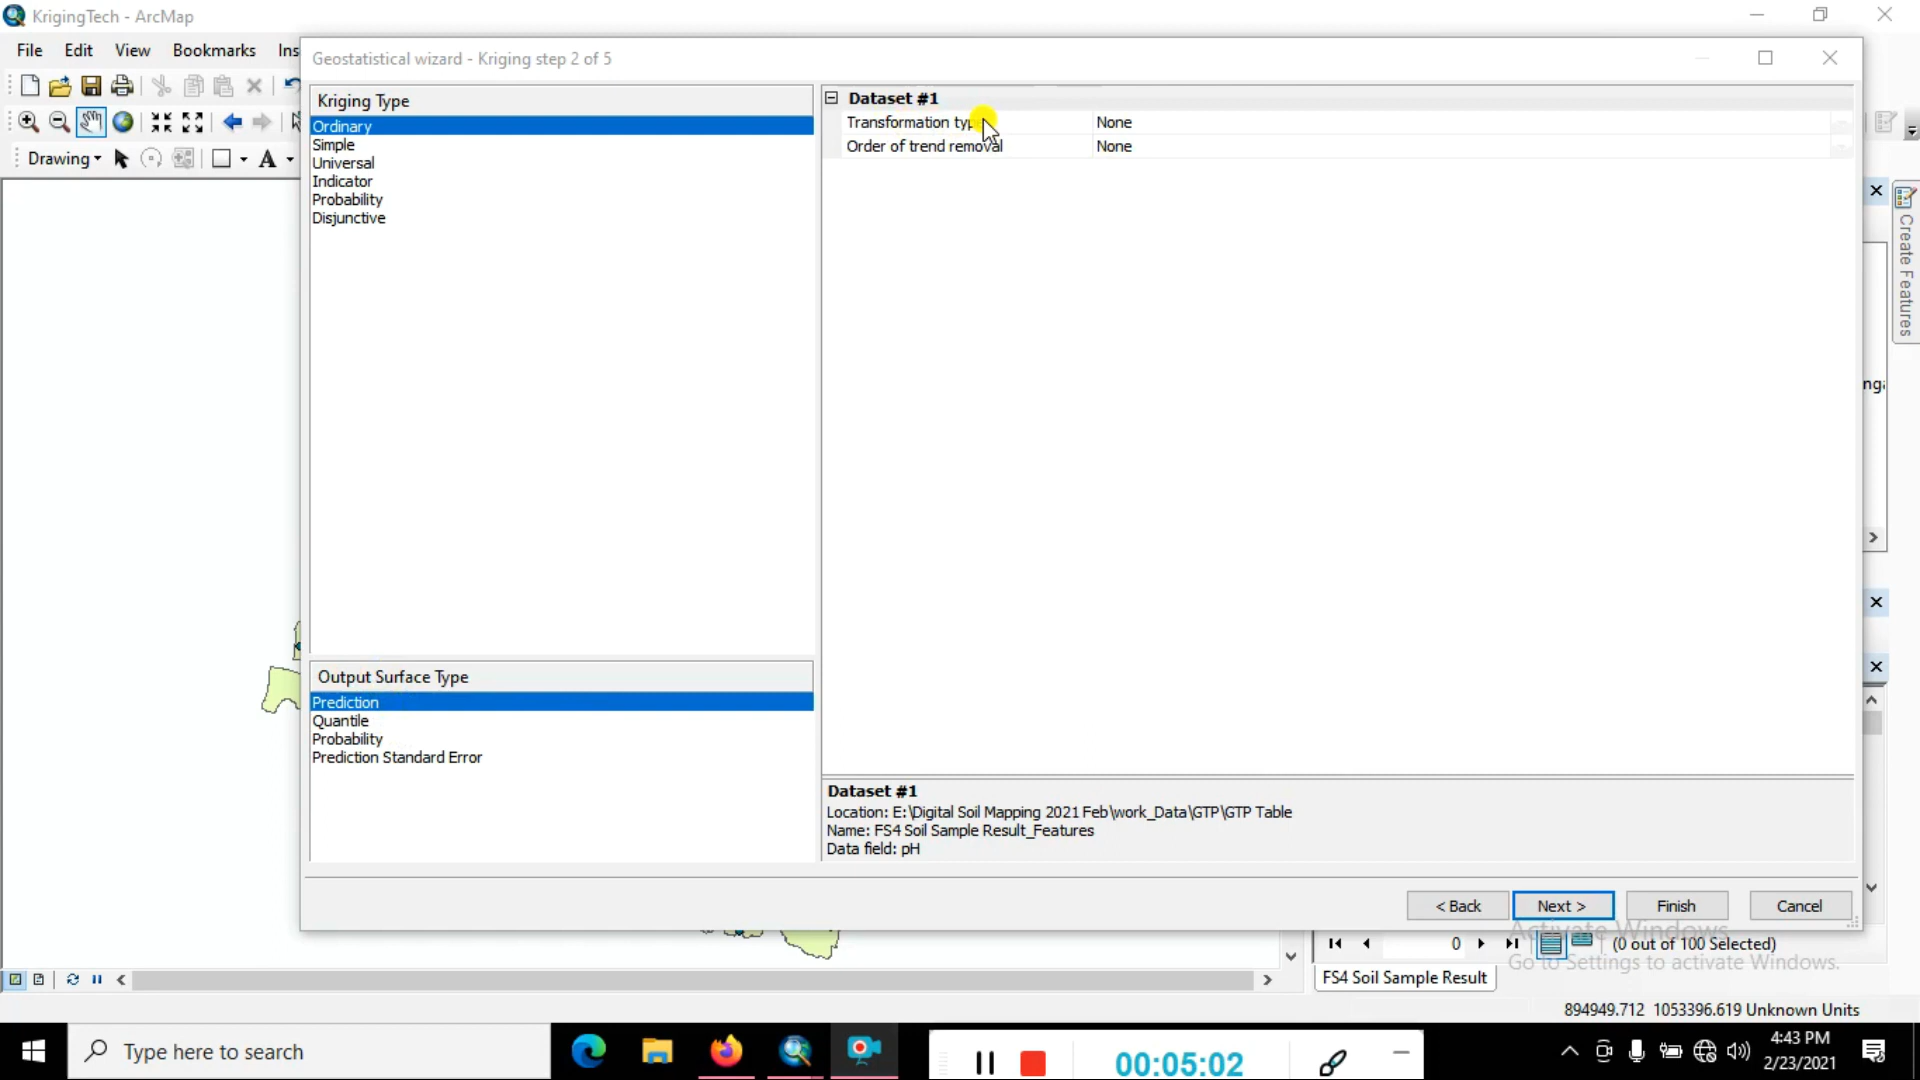 KrigingTech - ArcMap
File Edit View Bookmarks Ins
Geostatistical wizard - Kriging step 2 of 5
Drawing
A
Kriging Type
Ordinary
Simple
Universal
Indicator
Probability
Disjunctive
Dataset #1
Transformation type None
Order of trend removal None
Create Features
Output Surface Type
Prediction
Quantile
Probability
Prediction Standard Error
Dataset #1
Location: E:\Digital Soil Mapping 2021 Feb\work_Data\GTP\GTP Table
Name: FS4 Soil Sample Result_Features
Data field: pH
< Back Next > Finish Cancel
Activate Windows
Go to Settings to activate Windows.
0 (0 out of 100 Selected)
FS4 Soil Sample Result
894949.712 1053396.619 Unknown Units
Type here to search
00:05:02
4:43 PM
2/23/2021